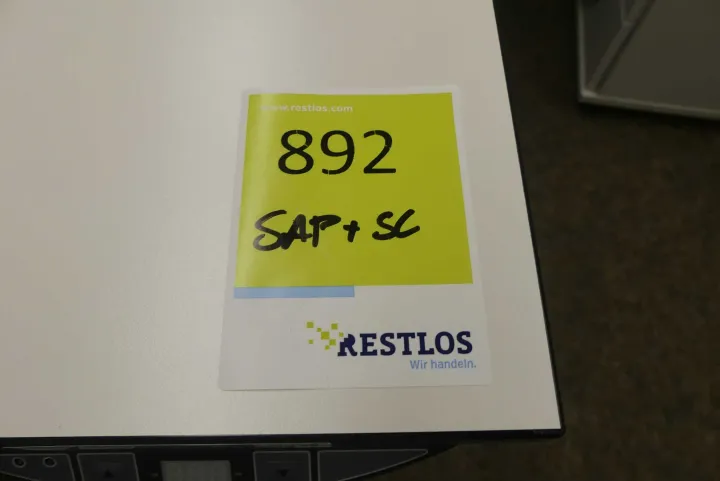 www.restlos.com
892
SAP + SC
RESTLOS
Wir handeln.